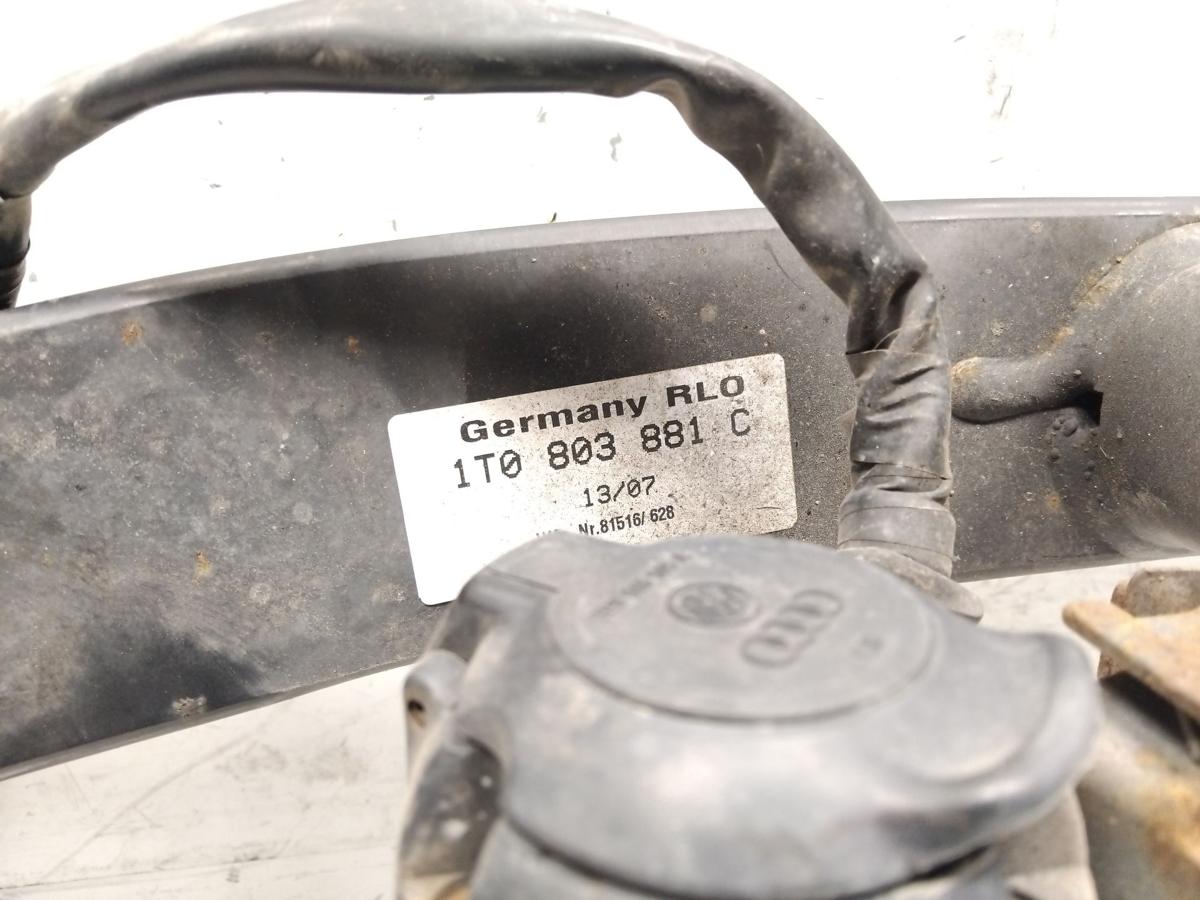 Germany RLO
1T0 803 881 C
13/07
Nr.81516/ 628